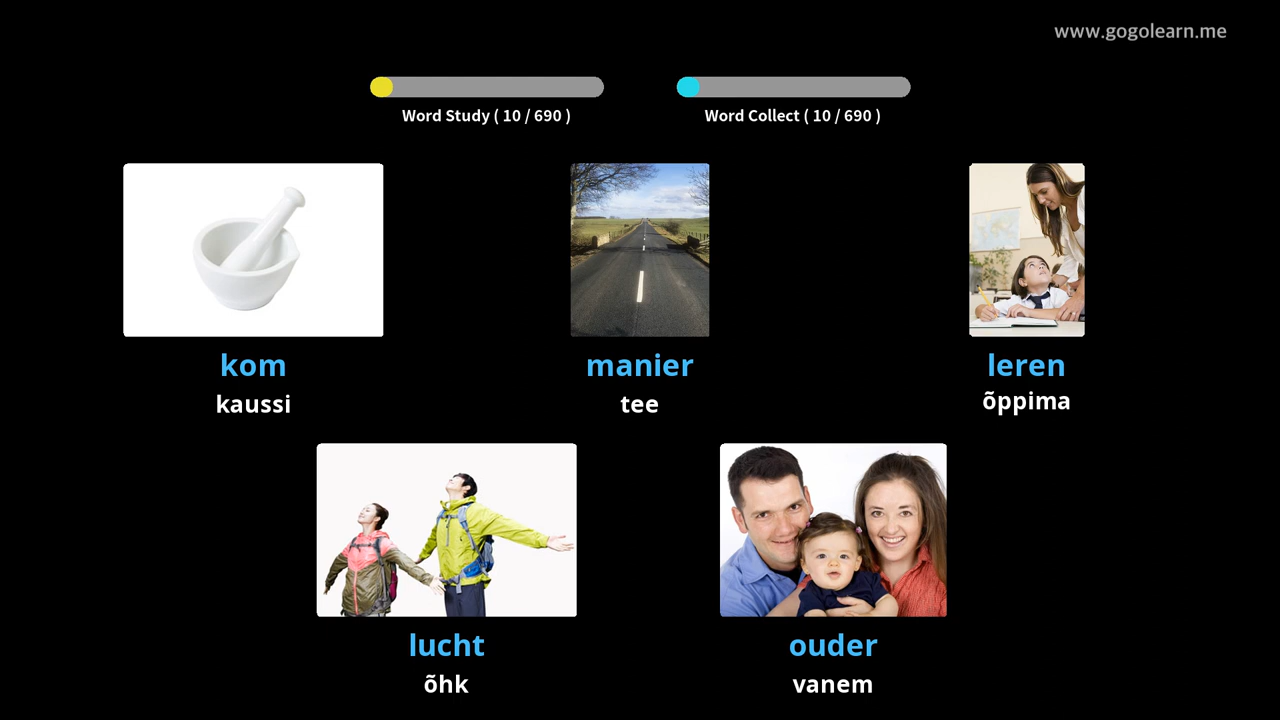 www.gogolearn.me
Word Study ( 10 / 690 )
Word Collect ( 10 / 690 )
kom
kaussi
manier
tee
leren
õppima
lucht
õhk
ouder
vanem